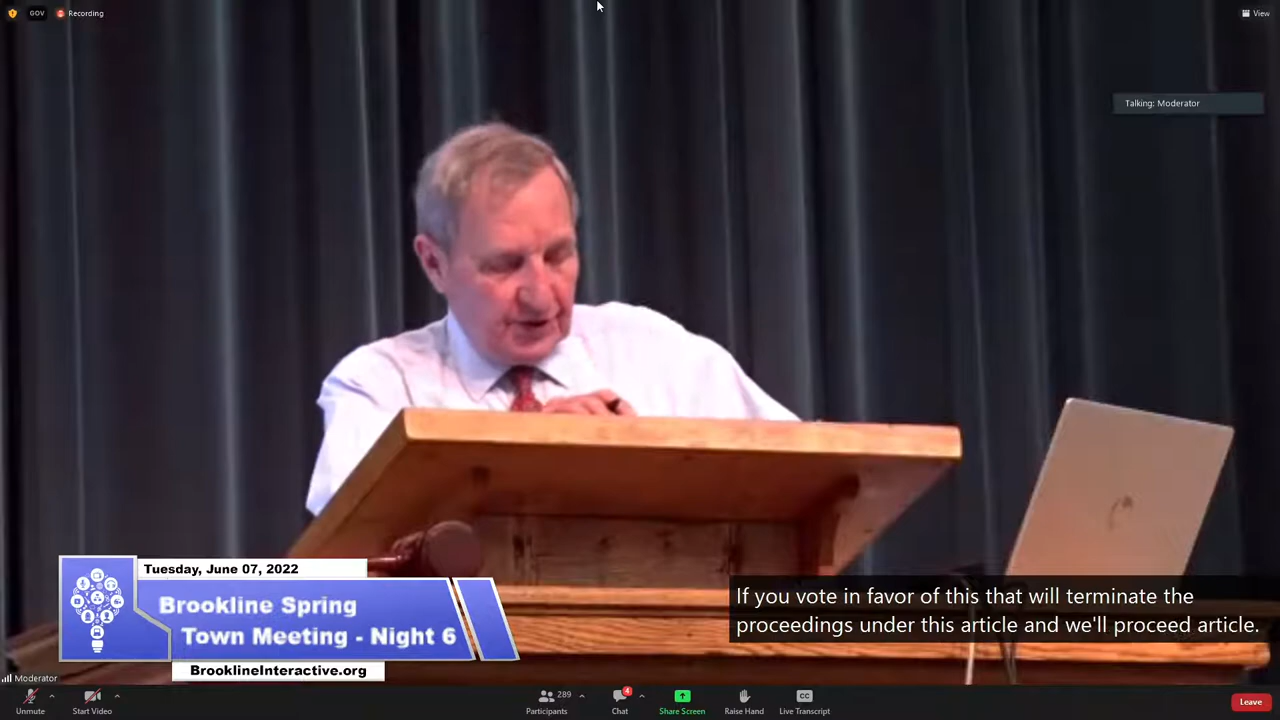 GOV
Recording
View
Talking: Moderator
Tuesday, June 07, 2022
Brookline Spring
Town Meeting - Night 6
BrooklineInteractive.org
If you vote in favor of this that will terminate the
proceedings under this article and we'll proceed article.
Moderator
289
4
CC
Unmute
Start Video
Participants
Chat
Share Screen
Raise Hand
Live Transcript
Leave